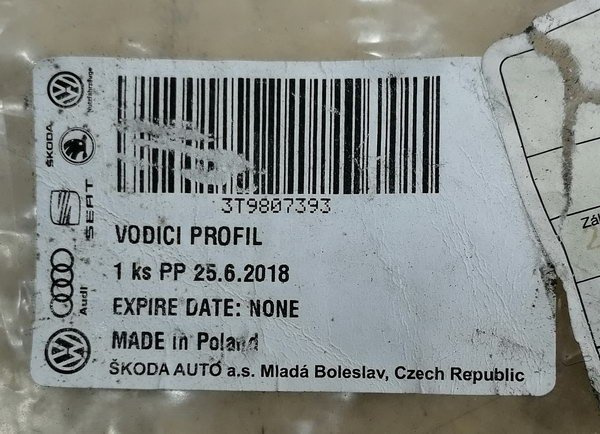 Nutzfahrzeuge
ŠKODA
SEAT
Audi
3T9807393
VODICI PROFIL
1 ks PP 25.6.2018
EXPIRE DATE: NONE
MADE in Poland
ŠKODA AUTO a.s. Mladá Boleslav, Czech Republic